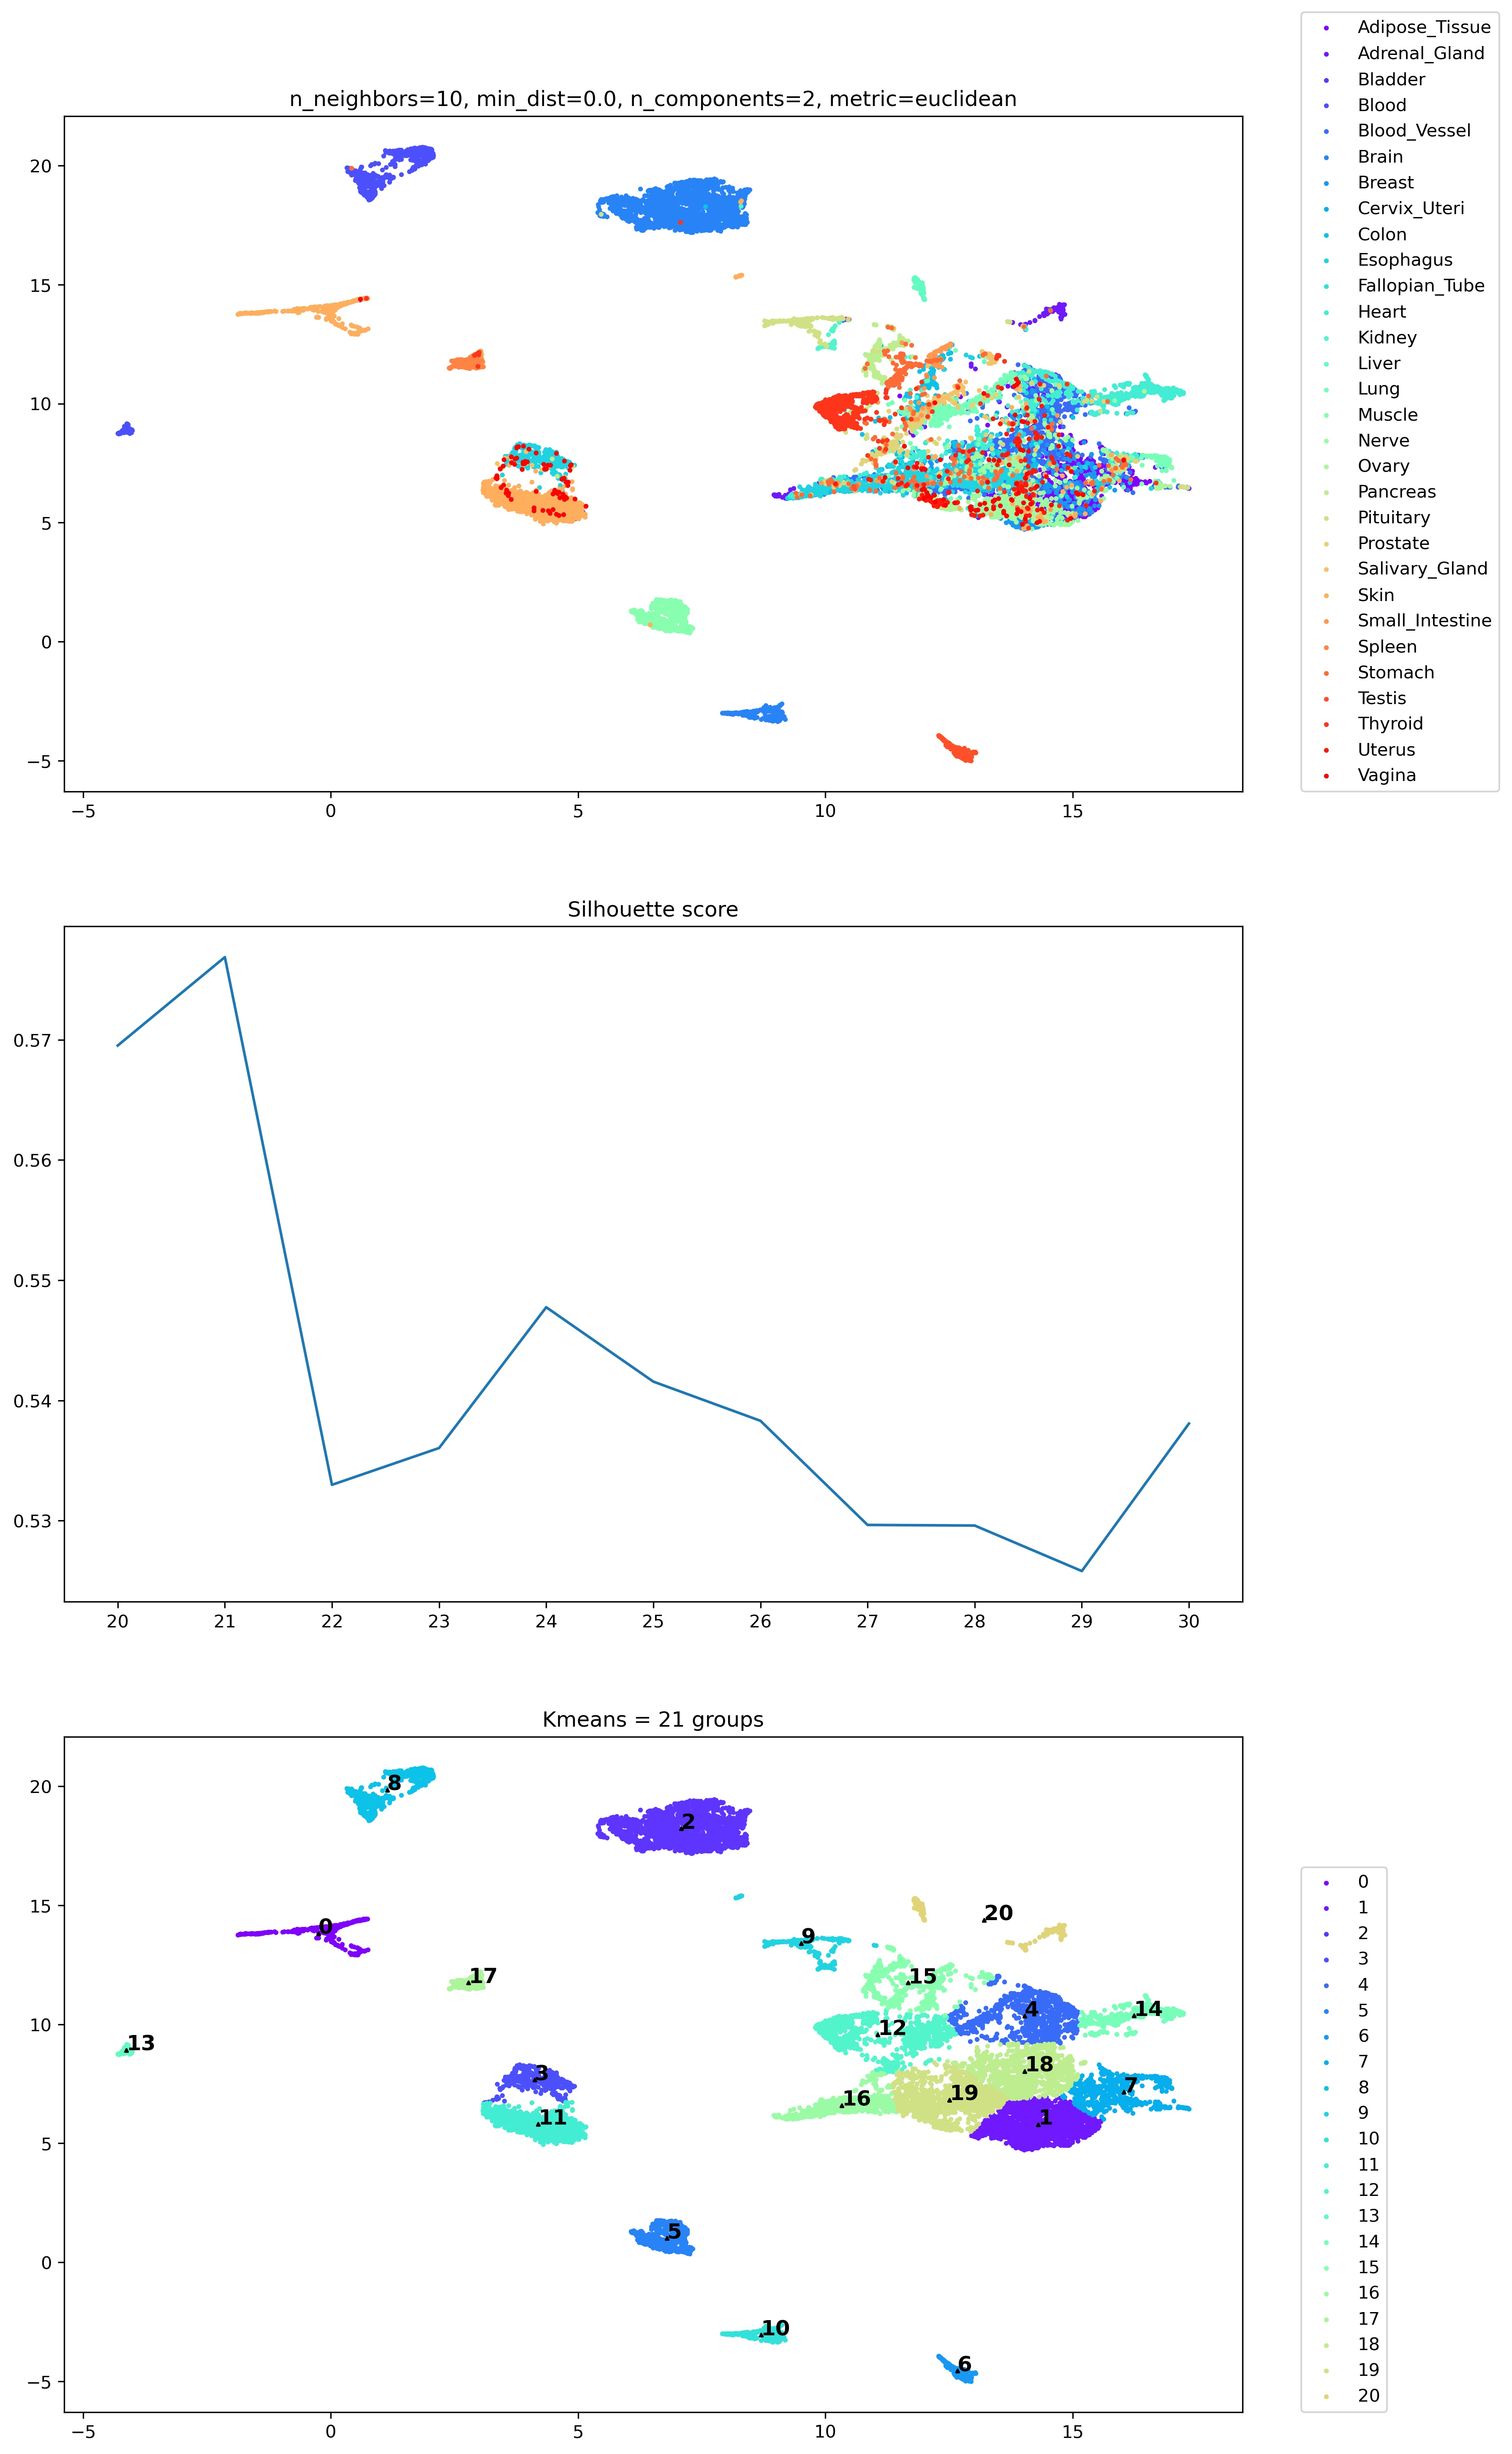 n_neighbors=10, min_dist=0.0, n_components=2, metric=euclidean
20
15
10
5
0
−5
−5 0 5 10 15
Adipose_Tissue
Adrenal_Gland
Bladder
Blood
Blood_Vessel
Brain
Breast
Cervix_Uteri
Colon
Esophagus
Fallopian_Tube
Heart
Kidney
Liver
Lung
Muscle
Nerve
Ovary
Pancreas
Pituitary
Prostate
Salivary_Gland
Skin
Small_Intestine
Spleen
Stomach
Testis
Thyroid
Uterus
Vagina
Silhouette score
0.57
0.56
0.55
0.54
0.53
20 21 22 23 24 25 26 27 28 29 30
Kmeans = 21 groups
20
15
10
5
0
−5
−5 0 5 10 15
8
2
0
20
9
17
15
4
14
12
13
3
18
7
19
16
11
1
5
10
6
0
1
2
3
4
5
6
7
8
9
10
11
12
13
14
15
16
17
18
19
20